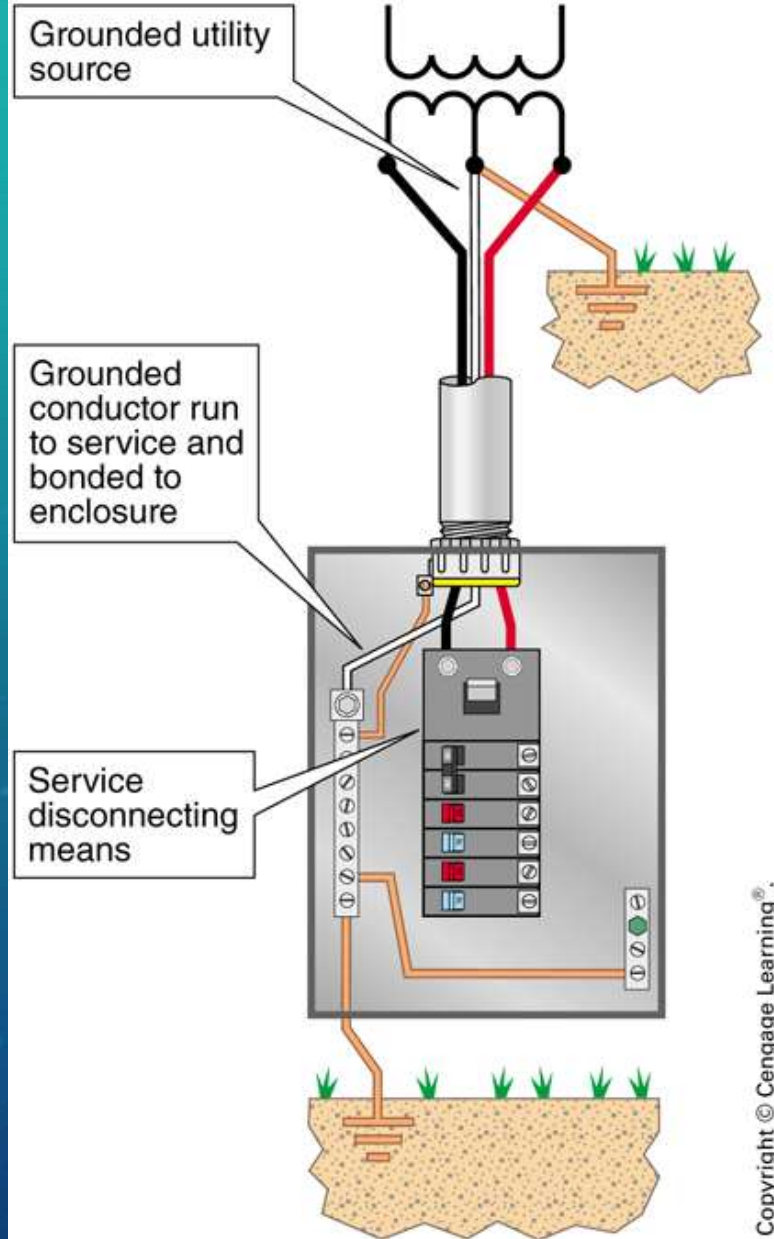 Grounded utility
source
Grounded
conductor run
to service and
bonded to
enclosure
Service
disconnecting
means
Copyright © Cengage Learning®.